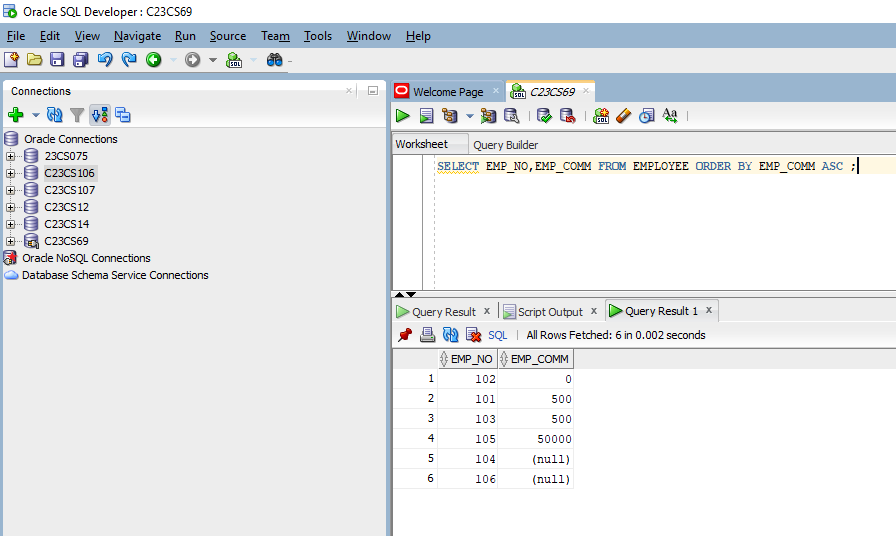 Oracle SQL Developer : C23CS69
File Edit View Navigate Run Source Team Tools Window Help
Connections
Oracle Connections
23CS075
C23CS106
C23CS107
C23CS12
C23CS14
C23CS69
Oracle NoSQL Connections
Database Schema Service Connections
Welcome Page C23CS69
Worksheet Query Builder
SELECT EMP_NO,EMP_COMM FROM EMPLOYEE ORDER BY EMP_COMM ASC ;
Query Result x Script Output x Query Result 1 x
SQL | All Rows Fetched: 6 in 0.002 seconds
EMP_NO EMP_COMM
1 102 0
2 101 500
3 103 500
4 105 50000
5 104 (null)
6 106 (null)